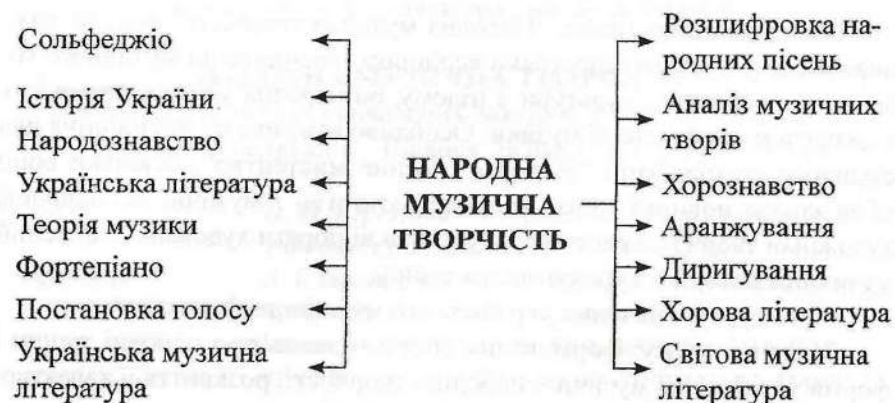 Сольфеджіо
Історія України
Народознавство
Українська література
Теорія музики
Фортепіано
Постановка голосу
Українська музична
література
НАРОДНА
МУЗИЧНА
ТВОРЧІСТЬ
Розшифровка на-
родних пісень
Аналіз музичних
творів
Хорознавство
Аранжування
Диригування
Хорова література
Світова музична
література